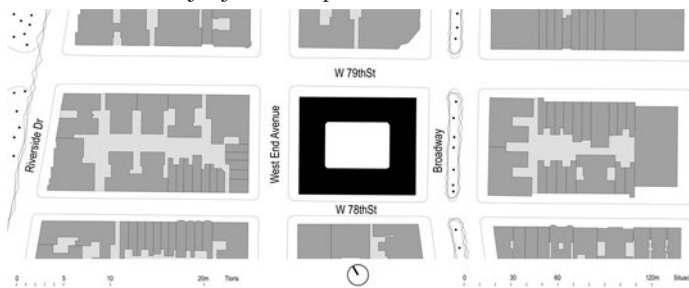 W 79thSt
Riverside Dr
West End Avenue
Broadway
W 78thSt
0 5 10 20m
0 30 60 120m